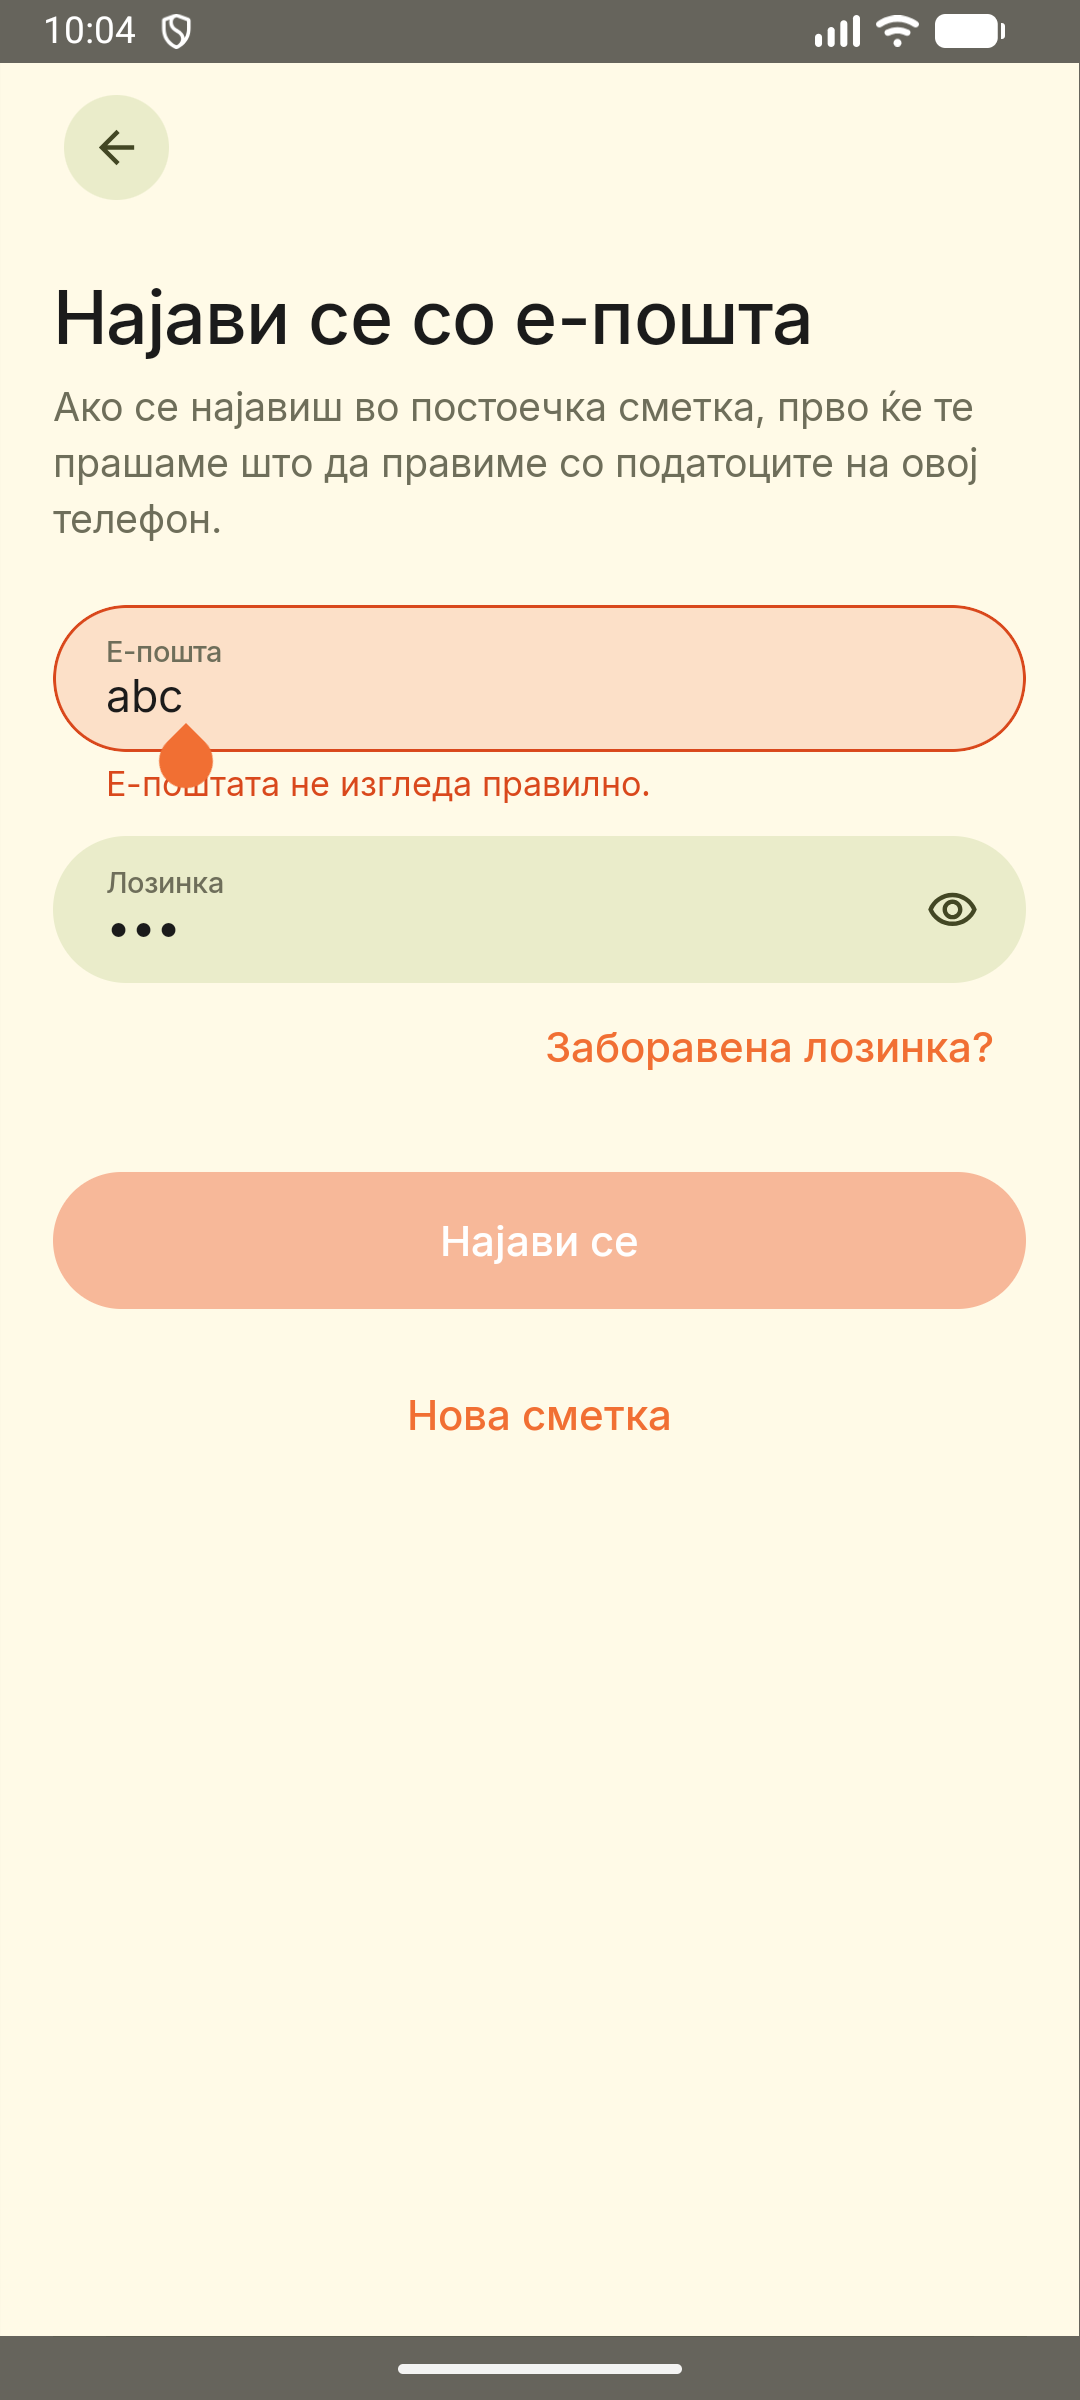 10:04
Најави се со е-пошта
Ако се најавиш во постоечка сметка, прво ќе те
прашаме што да правиме со податоците на овој
телефон.
Е-пошта
abc
Е-поштата не изгледа правилно.
Лозинка
•••
Заборавена лозинка?
Најави се
Нова сметка